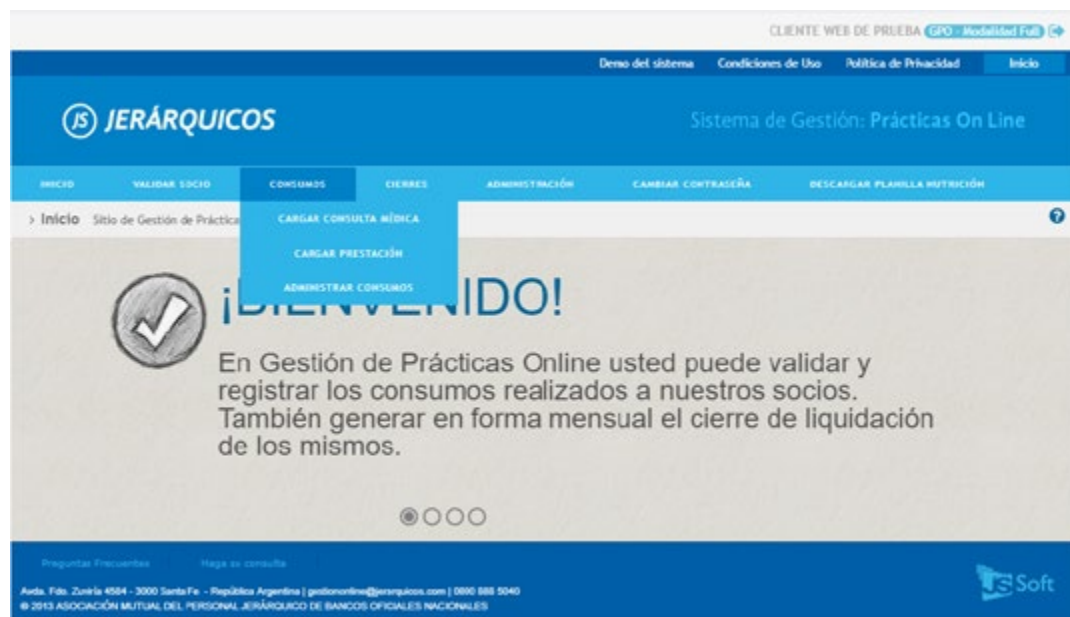 CLIENTE WEB DE PRUEBA GPO - Modalidad Full
Demo del sistema Condiciones de Uso Política de Privacidad Inicio
JS JERÁRQUICOS
Sistema de Gestión: Prácticas On Line
INICIO VALIDAR SOCIO CONSUMOS CIERRES ADMINISTRACIÓN CAMBIAR CONTRASEÑA DESCARGAR PLANILLA NUTRICIÓN
> Inicio Sitio de Gestión de Práctica
CARGAR CONSULTA MÉDICA
CARGAR PRESTACIÓN
ADMINISTRAR CONSUMOS
¡BIENVENIDO!
En Gestión de Prácticas Online usted puede validar y
registrar los consumos realizados a nuestros socios.
También generar en forma mensual el cierre de liquidación
de los mismos.
Preguntas Frecuentes Haga su consulta
Avda. Fdo. Zuviría 4584 - 3000 Santa Fe - República Argentina | gestiononline@jerarquicos.com | 0800 888 5040
© 2013 ASOCIACIÓN MUTUAL DEL PERSONAL JERÁRQUICO DE BANCOS OFICIALES NACIONALES
JS Soft